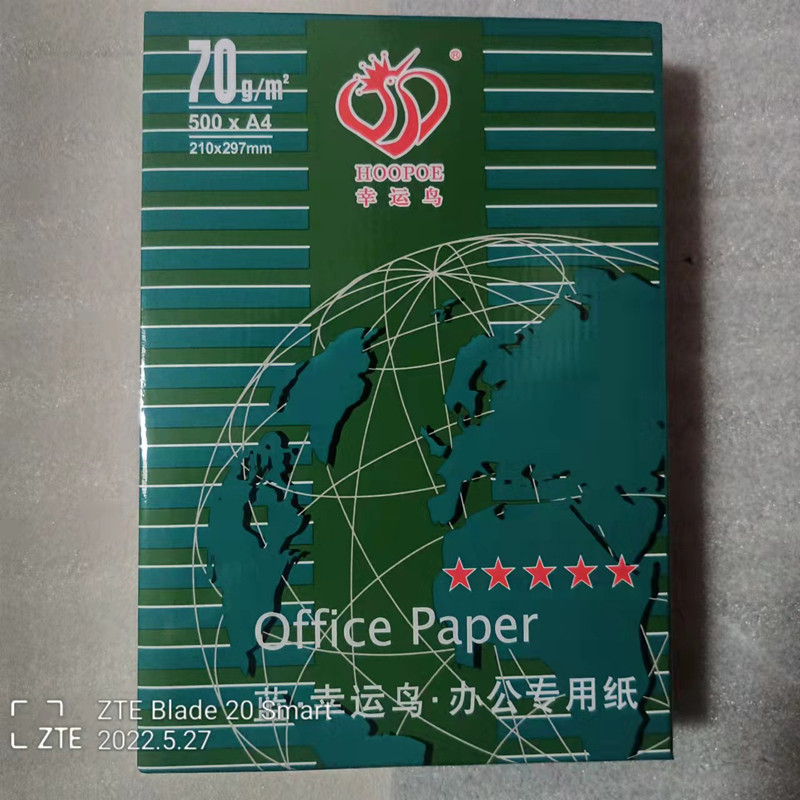 70g/m²
500 x A4
210x297mm
®
HOOPOE
幸运鸟
Office Paper
蓝·幸运鸟·办公专用纸
ZTE Blade 20 Smart
ZTE 2022.5.27